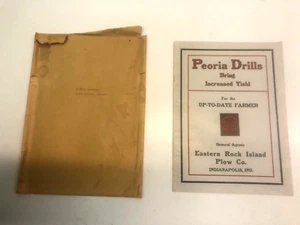 Peoria Drills
Bring
Increased Yield
For the
UP-TO-DATE FARMER
General Agents
Eastern Rock Island
Plow Co.
INDIANAPOLIS, IND.